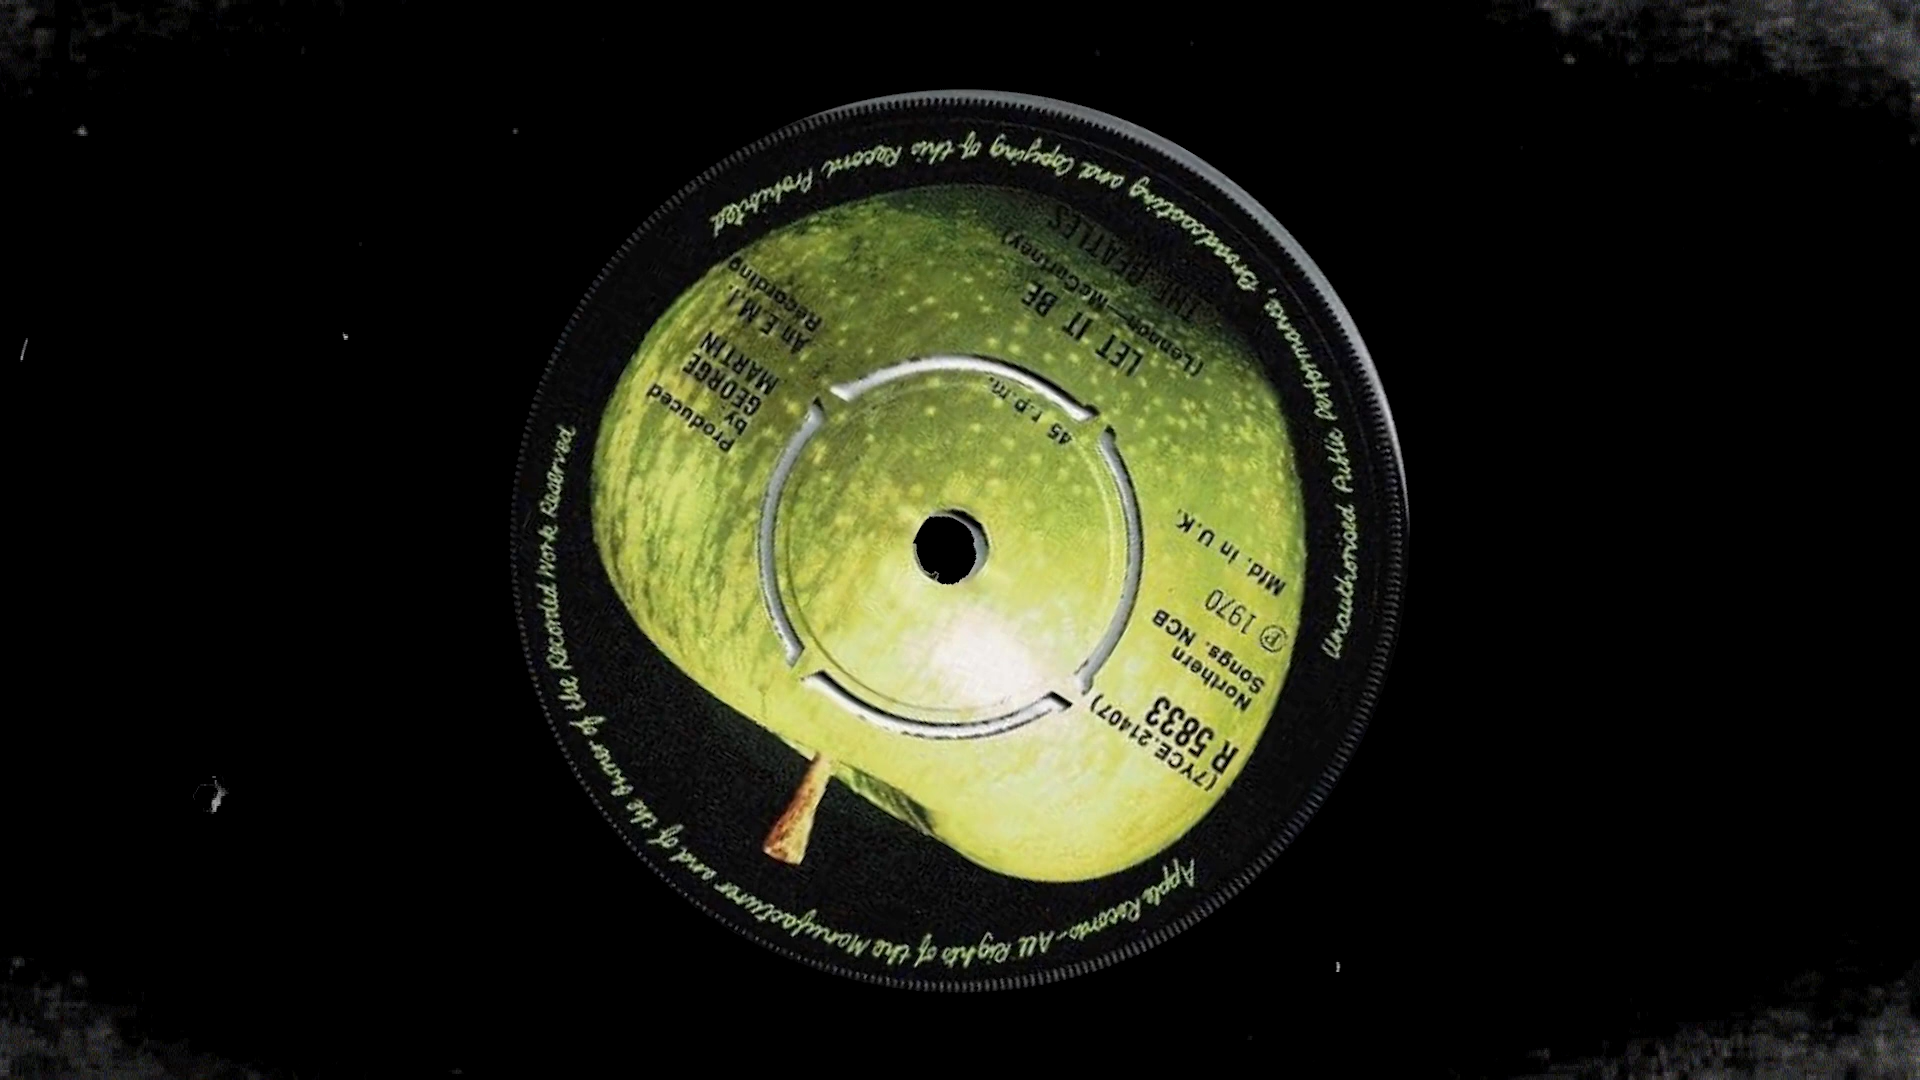 Apple Records - All Rights of the Manufacturer and of the Owner of the Recorded Work Reserved
Unauthorised Public Performance, Broadcasting and Copying of this Record Prohibited
(7YCE.21407)
R 5833
Northern
Songs. NCB
Ⓟ 1970
Mfd. in U.K.
Produced
by:
GEORGE
MARTIN
An E.M.I.
Recording
45 r.p.m.
LET IT BE
(Lennon—McCartney)
THE BEATLES